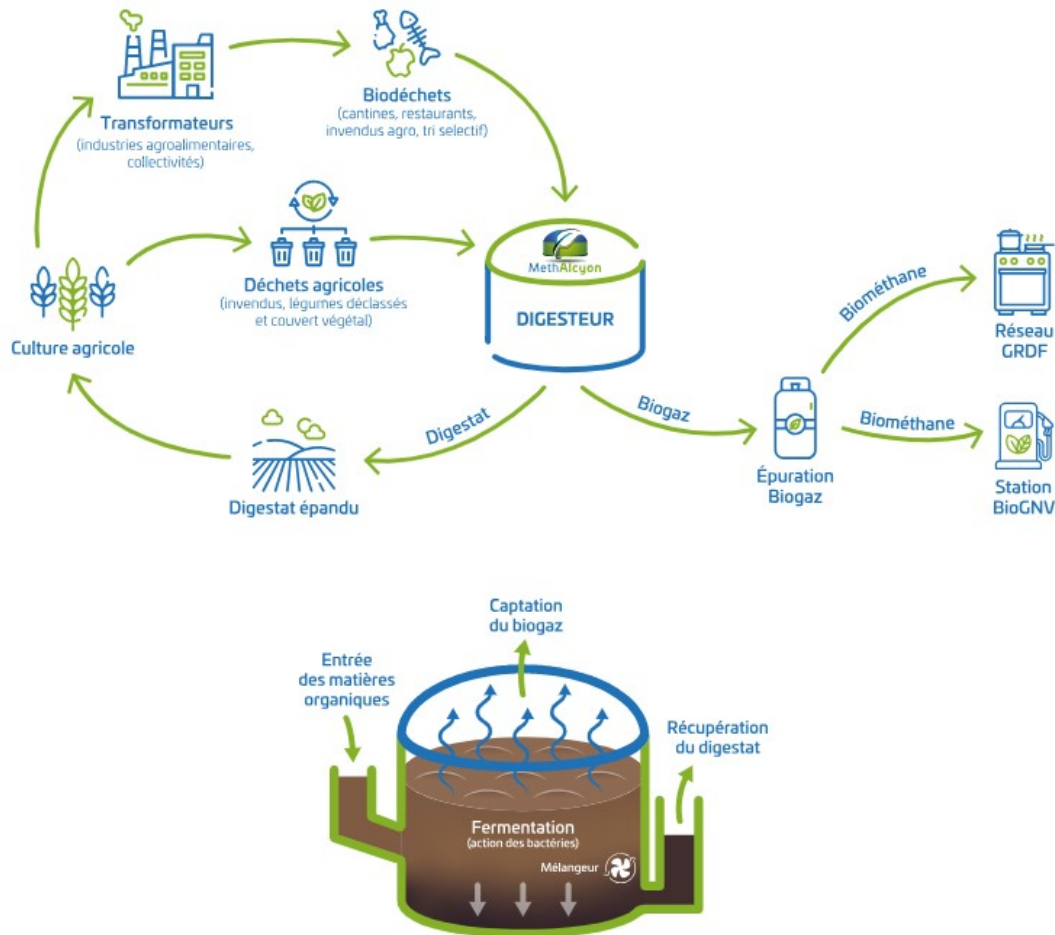 Transformateurs
(industries agroalimentaires,
collectivités)
Biodéchets
(cantines, restaurants,
invendus agro, tri selectif)
Déchets agricoles
(invendus, légumes déclassés
et couvert végétal)
Culture agricole
MethAlcyon
DIGESTEUR
Digestat
Digestat épandu
Biogaz
Épuration
Biogaz
Biométhane
Réseau
GRDF
Biométhane
Station
BioGNV
Captation
du biogaz
Entrée
des matières
organiques
Récupération
du digestat
Fermentation
(action des bactéries)
Mélangeur